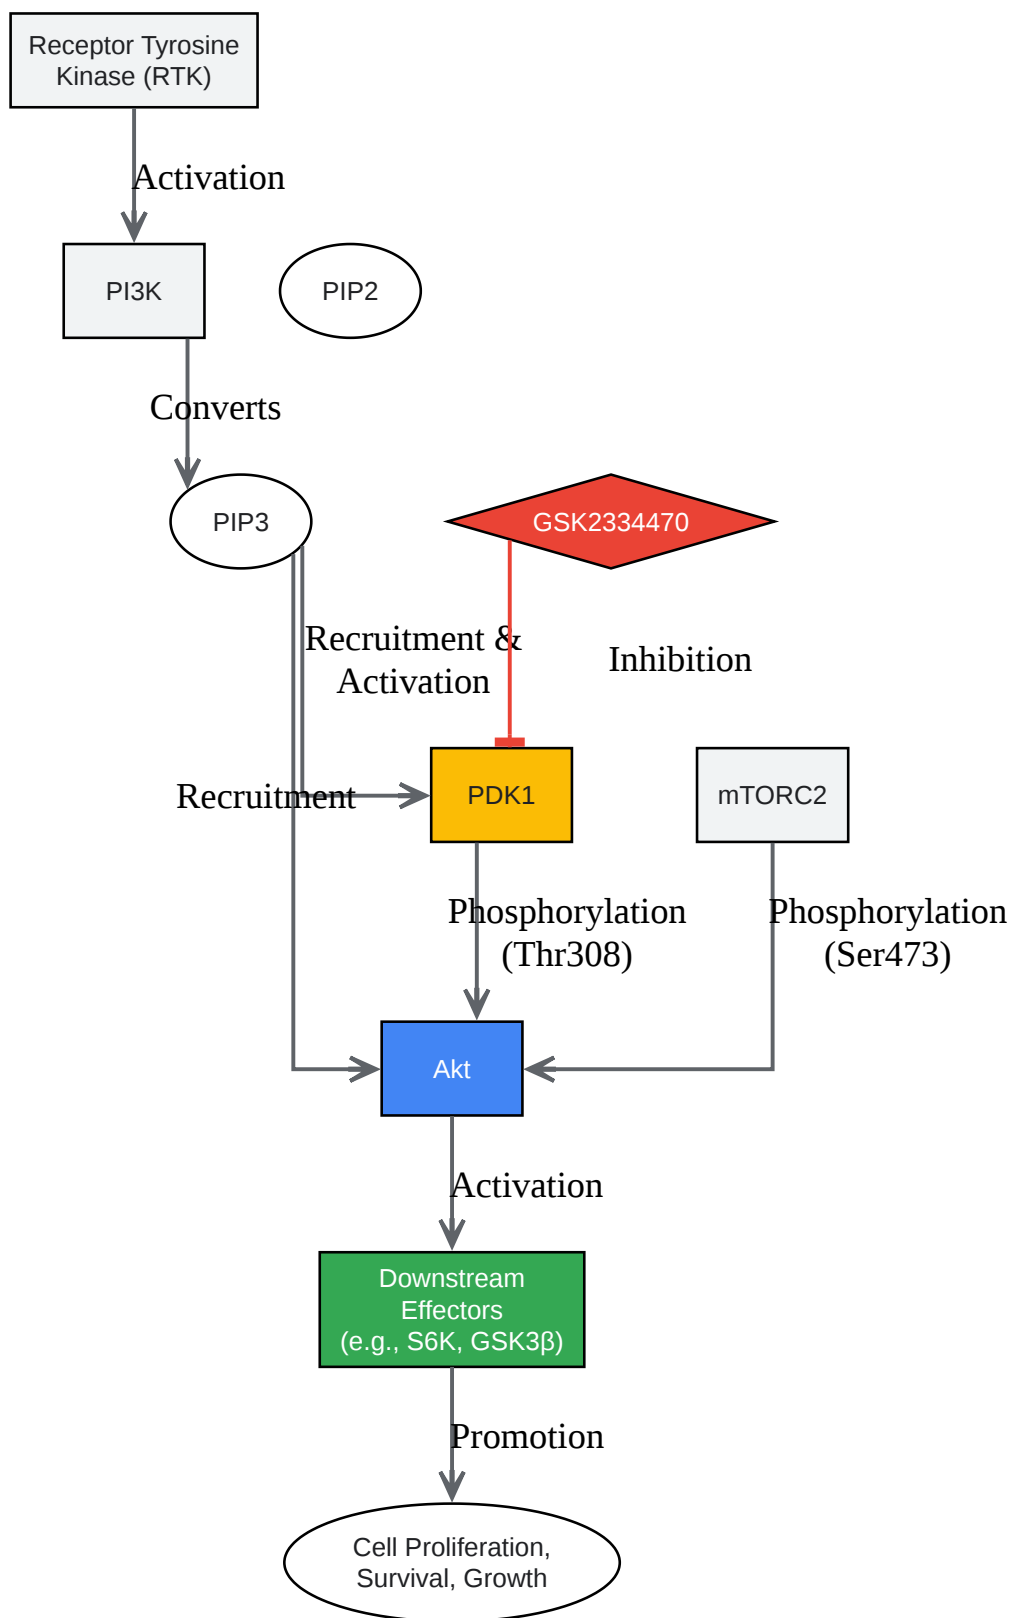 Receptor Tyrosine
Kinase (RTK)
Activation
PI3K
PIP2
Converts
PIP3
GSK2334470
Recruitment &
Activation
Inhibition
Recruitment
PDK1
mTORC2
Phosphorylation
(Thr308)
Phosphorylation
(Ser473)
Akt
Activation
Downstream
Effectors
(e.g., S6K, GSK3β)
Promotion
Cell Proliferation,
Survival, Growth